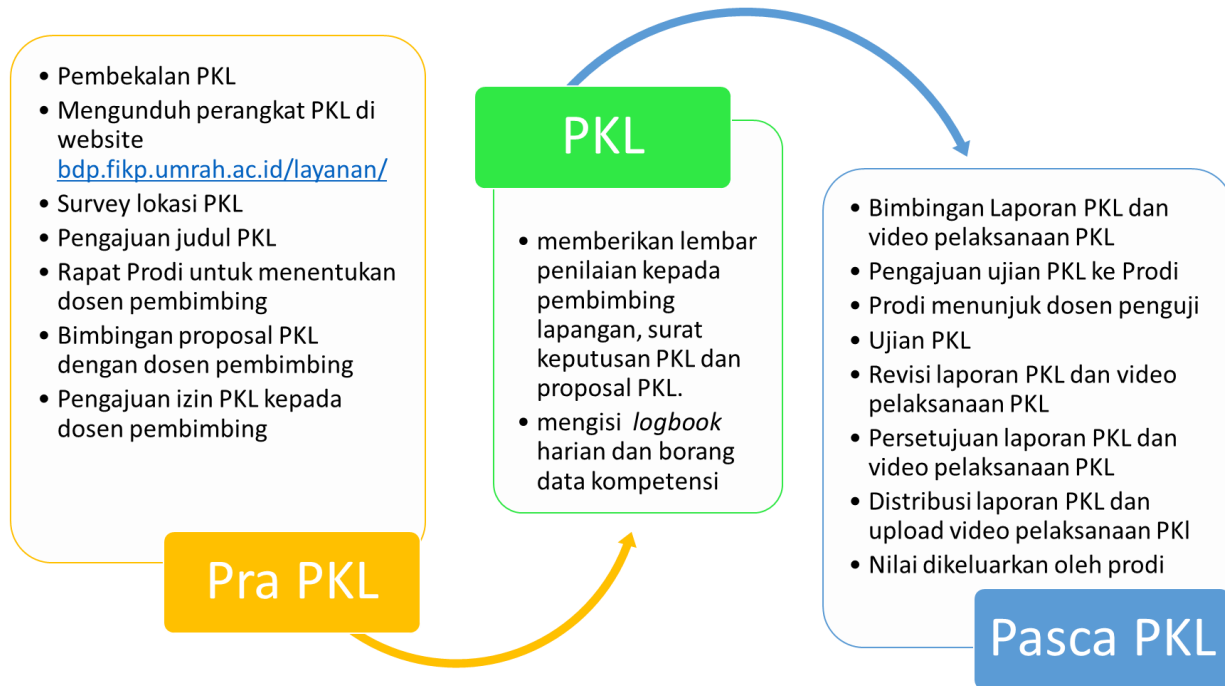 • Pembekalan PKL
• Mengunduh perangkat PKL di
website
bdp.fikp.umrah.ac.id/layanan/
• Survey lokasi PKL
• Pengajuan judul PKL
• Rapat Prodi untuk menentukan
dosen pembimbing
• Bimbingan proposal PKL
dengan dosen pembimbing
• Pengajuan izin PKL kepada
dosen pembimbing
Pra PKL
PKL
• memberikan lembar
penilaian kepada
pembimbing
lapangan, surat
keputusan PKL dan
proposal PKL.
• mengisi logbook
harian dan borang
data kompetensi
• Bimbingan Laporan PKL dan
video pelaksanaan PKL
• Pengajuan ujian PKL ke Prodi
• Prodi menunjuk dosen penguji
• Ujian PKL
• Revisi laporan PKL dan video
pelaksanaan PKL
• Persetujuan laporan PKL dan
video pelaksanaan PKL
• Distribusi laporan PKL dan
upload video pelaksanaan PKl
• Nilai dikeluarkan oleh prodi
Pasca PKL